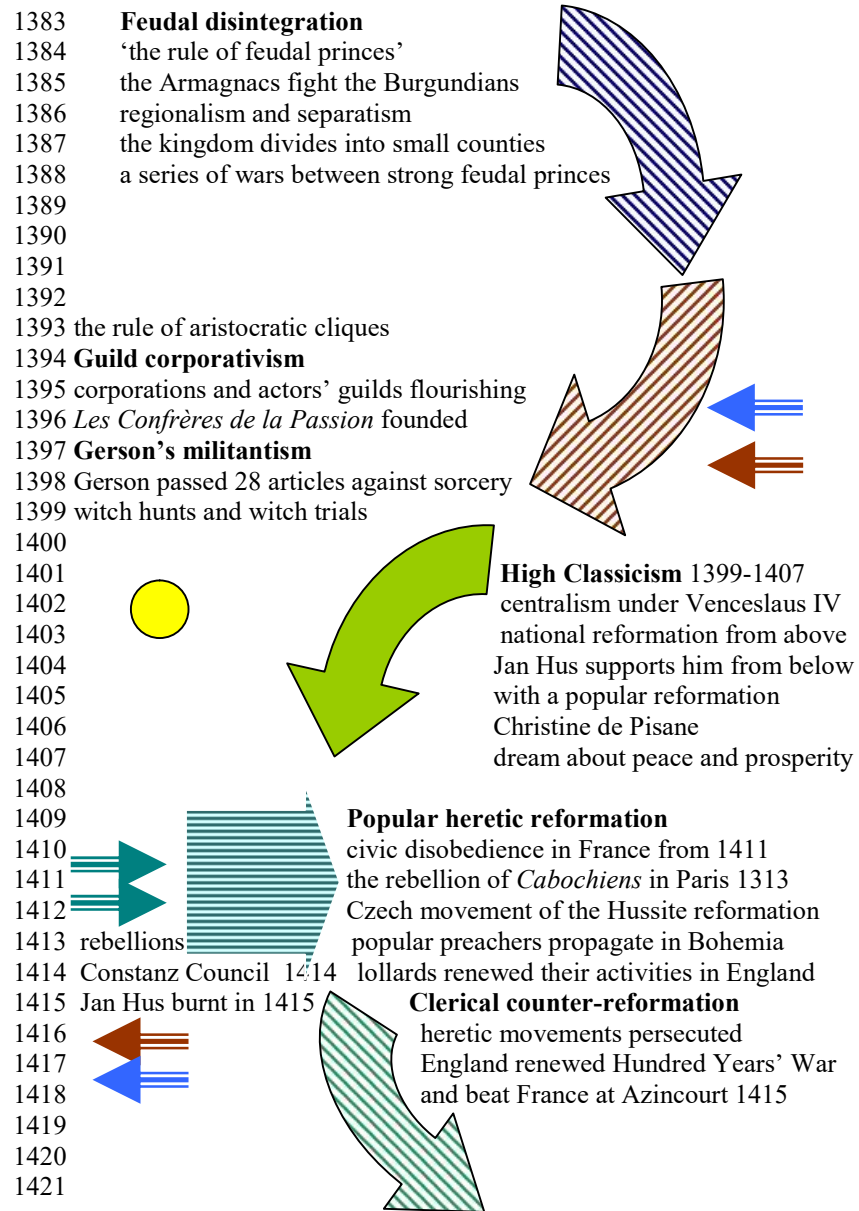 1383 Feudal disintegration
1384 ‘the rule of feudal princes’
1385 the Armagnacs fight the Burgundians
1386 regionalism and separatism
1387 the kingdom divides into small counties
1388 a series of wars between strong feudal princes
1389
1390
1391
1392
1393 the rule of aristocratic cliques
1394 Guild corporativism
1395 corporations and actors’ guilds flourishing
1396 Les Confrères de la Passion founded
1397 Gerson’s militantism
1398 Gerson passed 28 articles against sorcery
1399 witch hunts and witch trials
1400
1401 High Classicism 1399-1407
1402 centralism under Venceslaus IV
1403 national reformation from above
1404 Jan Hus supports him from below
1405 with a popular reformation
1406 Christine de Pisane
1407 dream about peace and prosperity
1408
1409 Popular heretic reformation
1410 civic disobedience in France from 1411
1411 the rebellion of Cabochiens in Paris 1313
1412 Czech movement of the Hussite reformation
1413 rebellions popular preachers propagate in Bohemia
1414 Constanz Council 1414 lollards renewed their activities in England
1415 Jan Hus burnt in 1415 Clerical counter-reformation
1416 heretic movements persecuted
1417 England renewed Hundred Years’ War
1418 and beat France at Azincourt 1415
1419
1420
1421